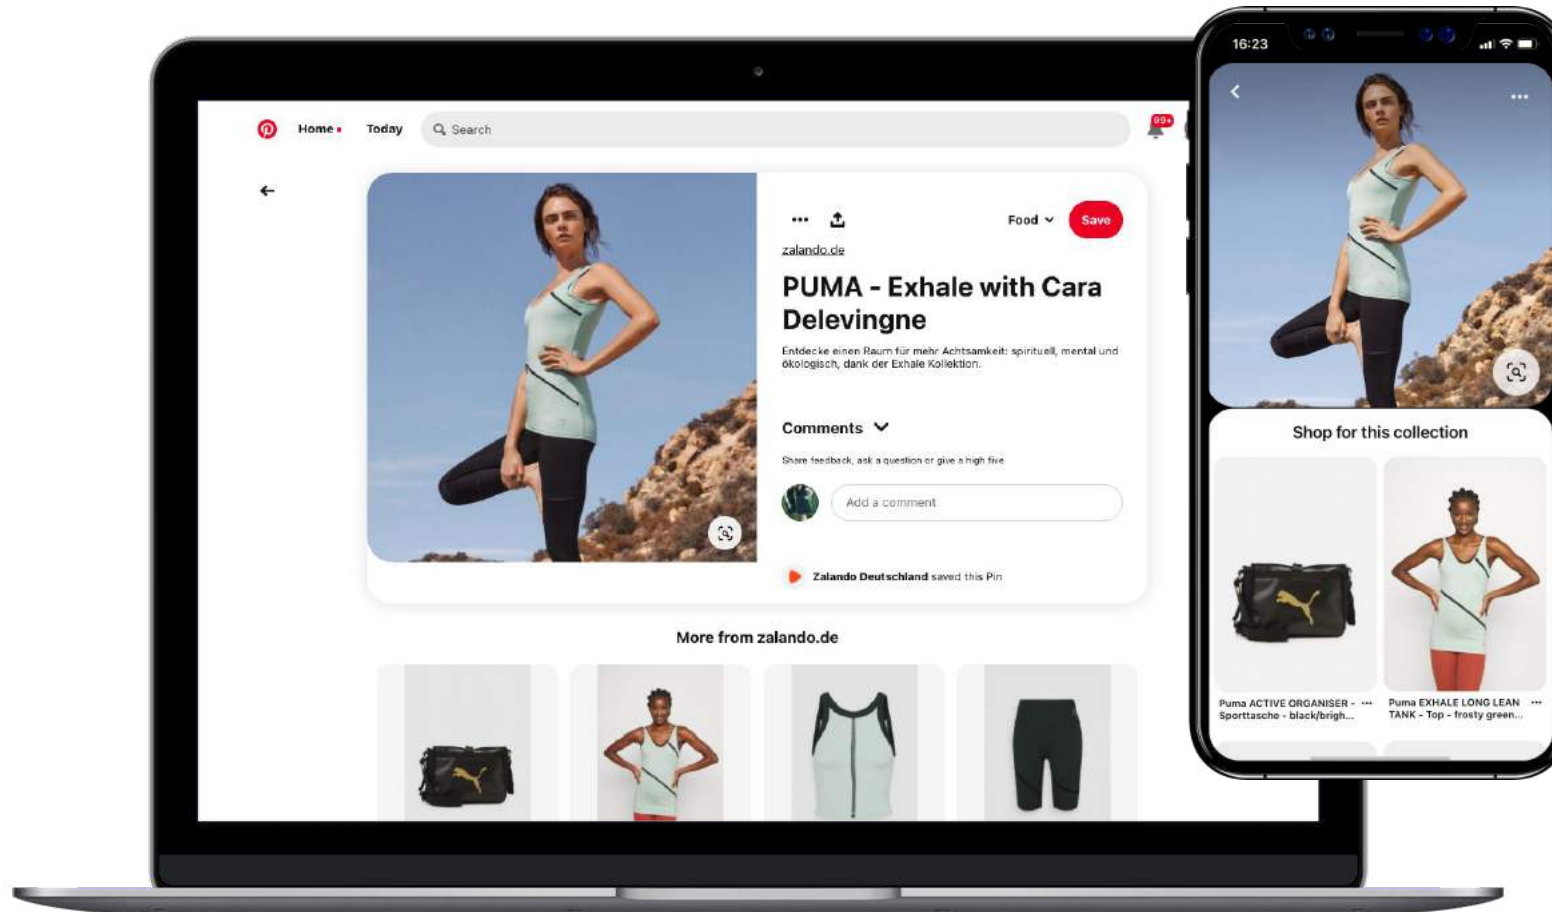 Home
Today
Search
99+
Food
Save
zalando.de
PUMA - Exhale with Cara
Delevingne
Entdecke einen Raum für mehr Achtsamkeit: spirituell, mental und
ökologisch, dank der Exhale Kollektion.
Comments
Share feedback, ask a question or give a high five
Add a comment
Zalando Deutschland saved this Pin
More from zalando.de
16:23
Shop for this collection
Puma ACTIVE ORGANISER -
Sporttasche - black/brigh...
Puma EXHALE LONG LEAN
TANK - Top - frosty green...